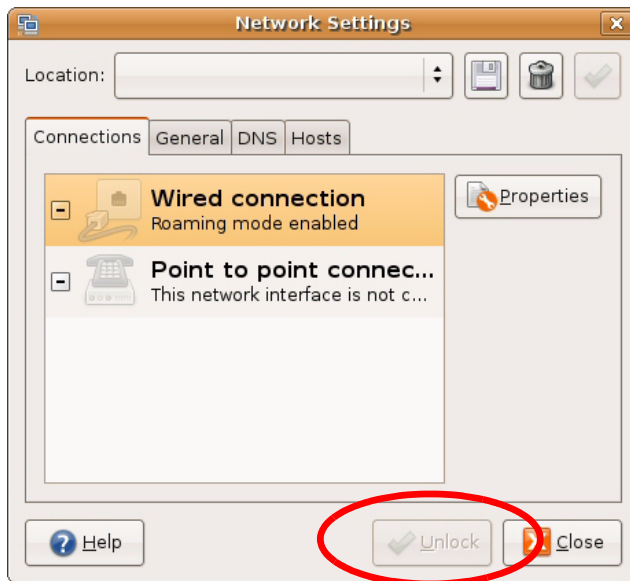 Network Settings
Location:
Connections General DNS Hosts
Wired connection
Roaming mode enabled
Properties
Point to point connec...
This network interface is not c...
Help
Unlock
Close